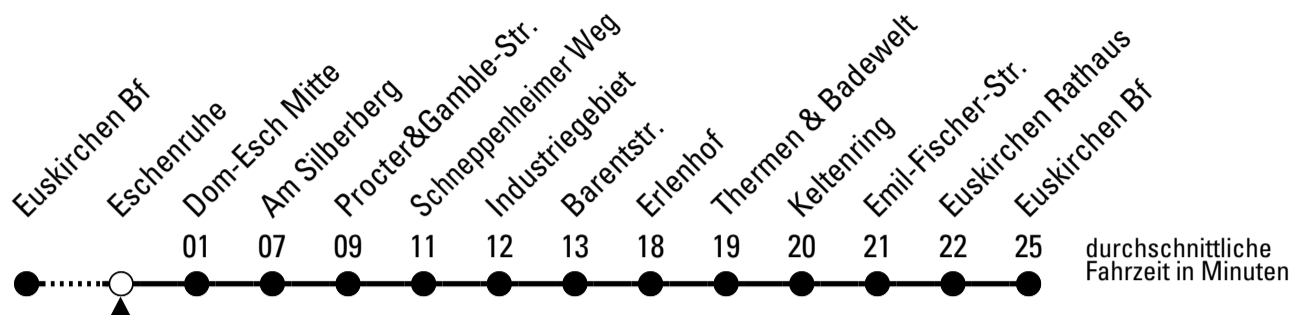 Euskirchen Bf
Eschenruhe
Dom-Esch Mitte
Am Silberberg
Procter&Gamble-Str.
Schneppenheimer Weg
Industriegebiet
Barentstr.
Erlenhof
Thermen & Badewelt
Keltenring
Emil-Fischer-Str.
Euskirchen Rathaus
Euskirchen Bf
01 07 09 11 12 13 18 19 20 21 22 25
durchschnittliche
Fahrzeit in Minuten